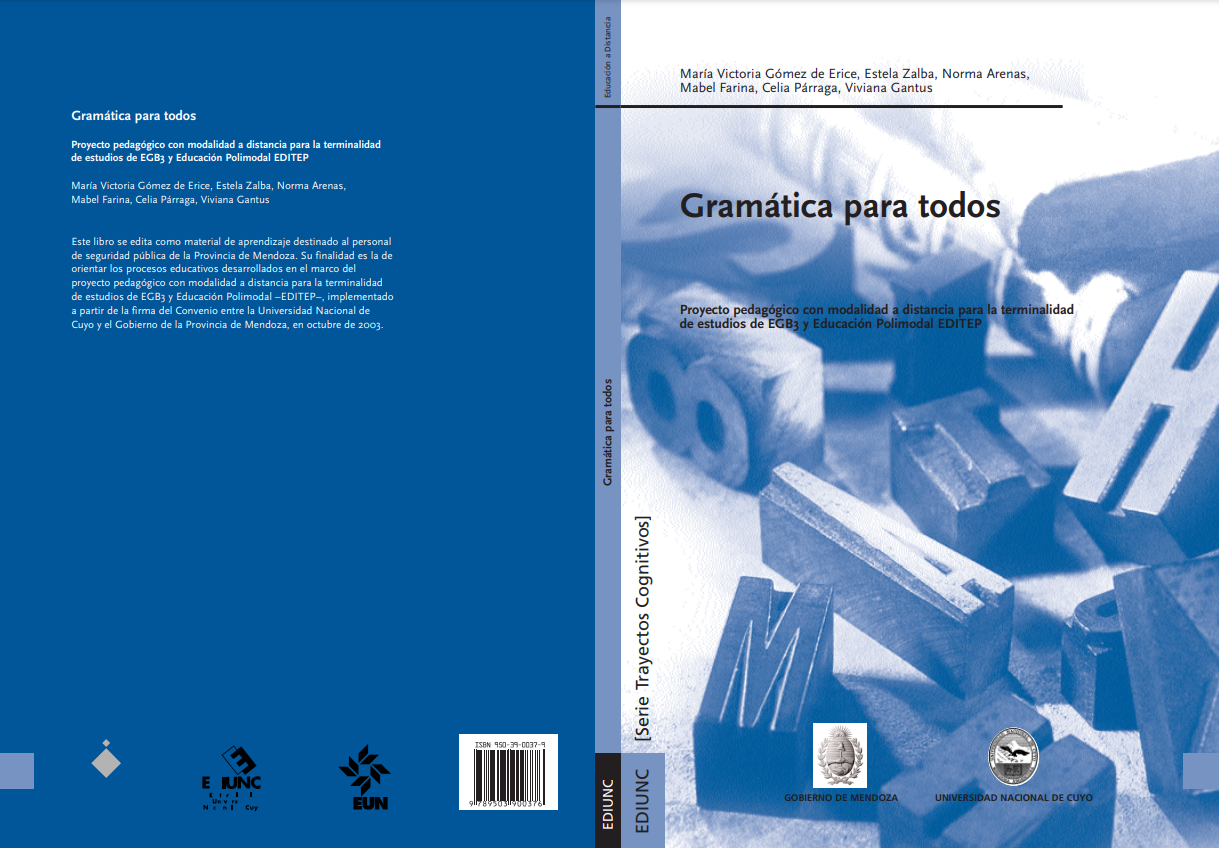 Gramática para todos
Proyecto pedagógico con modalidad a distancia para la terminalidad
de estudios de EGB3 y Educación Polimodal EDITEP
María Victoria Gómez de Erice, Estela Zalba, Norma Arenas,
Mabel Farina, Celia Párraga, Viviana Gantus
Este libro se edita como material de aprendizaje destinado al personal
de seguridad pública de la Provincia de Mendoza. Su finalidad es la de
orientar los procesos educativos desarrollados en el marco del
proyecto pedagógico con modalidad a distancia para la terminalidad
de estudios de EGB3 y Educación Polimodal –EDITEP–, implementado
a partir de la firma del Convenio entre la Universidad Nacional de
Cuyo y el Gobierno de la Provincia de Mendoza, en octubre de 2003.
EUN
ISBN 950-39-0037-9
9 789503 900376
Educación a Distancia
Gramática para todos
EDIUNC
María Victoria Gómez de Erice, Estela Zalba, Norma Arenas,
Mabel Farina, Celia Párraga, Viviana Gantus
Gramática para todos
Proyecto pedagógico con modalidad a distancia para la terminalidad
de estudios de EGB3 y Educación Polimodal EDITEP
[Serie Trayectos Cognitivos]
EDIUNC
8
H
A
M
GOBIERNO DE MENDOZA
UNIVERSIDAD NACIONAL DE CUYO